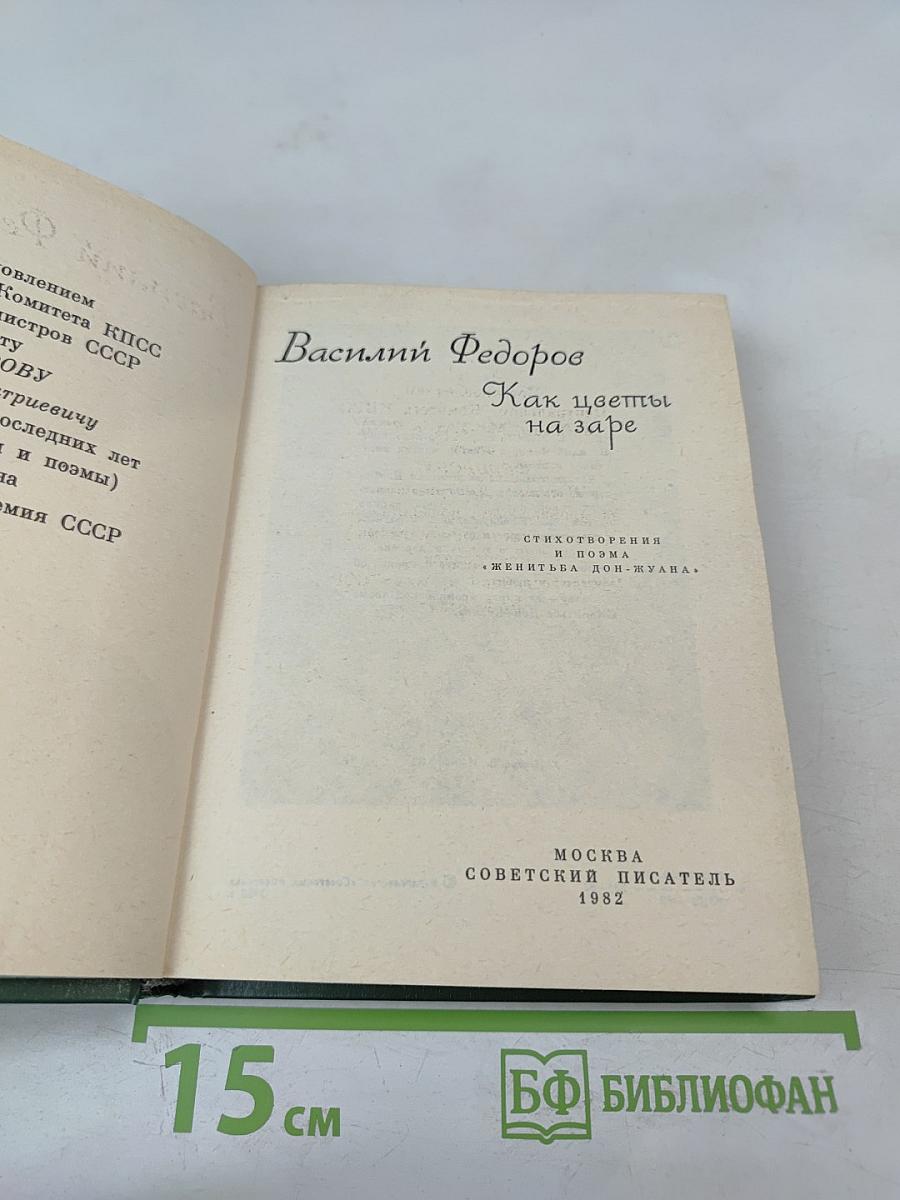 овлением
Комитета КПСС
истров СССР
ту
ОВУ
триевичу
оследних лет
и и поэмы)
на
емия СССР
Василий Федоров
Как цветы
на заре
СТИХОТВОРЕНИЯ
И ПОЭМА
«ЖЕНИТЬБА ДОН-ЖУАНА»
МОСКВА
СОВЕТСКИЙ ПИСАТЕЛЬ
1982
15 см
БФ БИБЛИОФАН